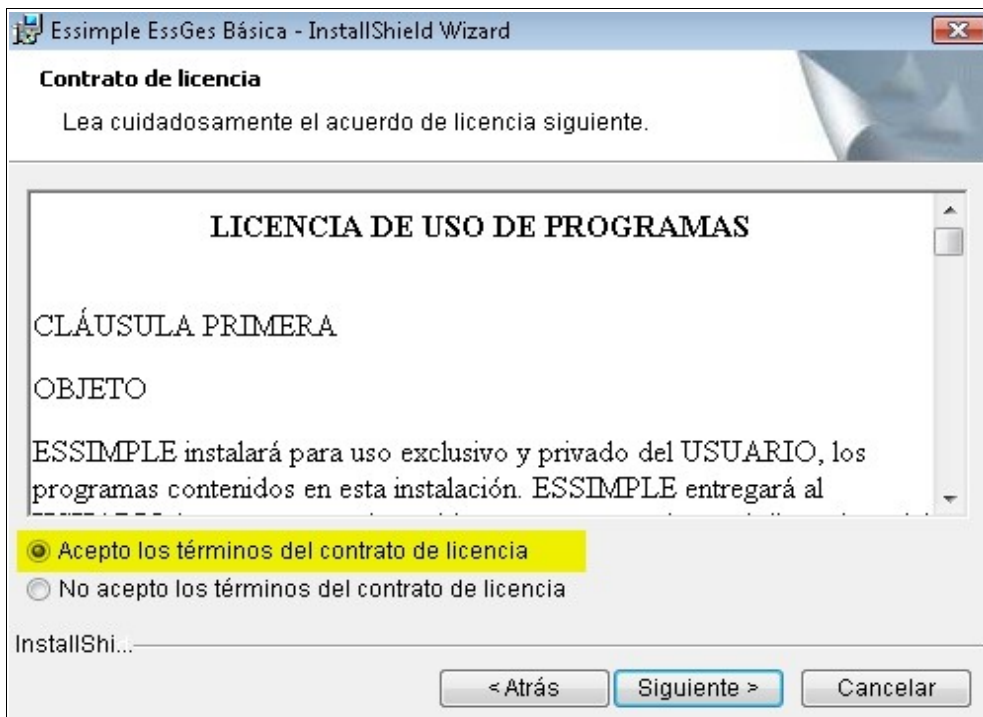 Essimple EssGes Básica - InstallShield Wizard
Contrato de licencia
Lea cuidadosamente el acuerdo de licencia siguiente.
LICENCIA DE USO DE PROGRAMAS
CLÁUSULA PRIMERA
OBJETO
ESSIMPLE instalará para uso exclusivo y privado del USUARIO, los
programas contenidos en esta instalación. ESSIMPLE entregará al
Acepto los términos del contrato de licencia
No acepto los términos del contrato de licencia
InstallShi...
< Atrás
Siguiente >
Cancelar